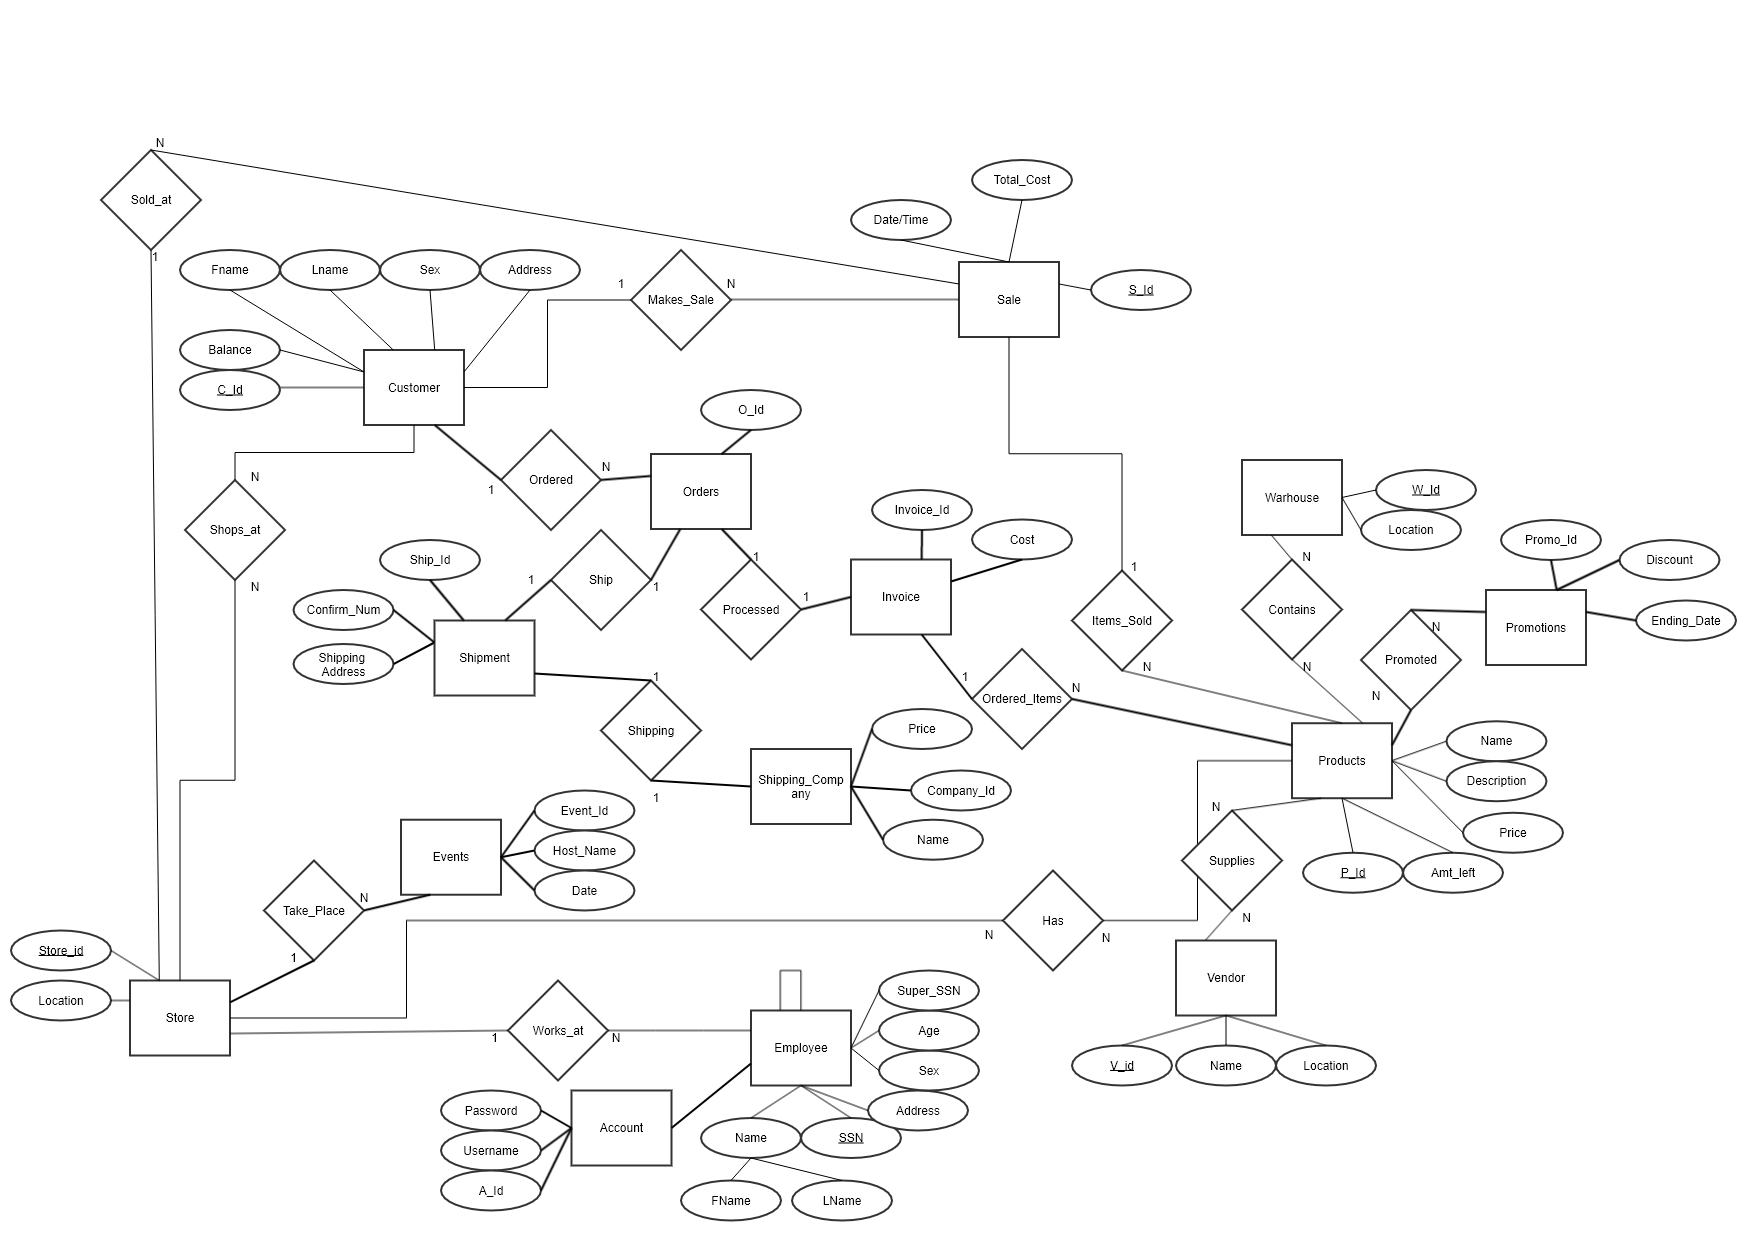 N
Sold_at
1
Total_Cost
Date/Time
Sale
S_Id
Fname
Lname
Sex
Address
Balance
C_Id
Customer
1
Makes_Sale
N
O_Id
Ordered
1
N
Orders
N
Shops_at
N
Ship_Id
Confirm_Num
Shipping
Address
Shipment
1
Ship
1
1
Processed
1
Invoice_Id
Cost
Invoice
1
Items_Sold
N
Warhouse
W_Id
Location
N
Contains
N
Promo_Id
Discount
Ending_Date
Promotions
N
Promoted
N
1
Ordered_Items
N
1
Shipping
1
Shipping_Comp
any
Price
Company_Id
Name
Products
Name
Description
Price
P_Id
Amt_left
N
Supplies
N
Events
Event_Id
Host_Name
Date
Take_Place
N
1
Has
N
N
Store_id
Location
Store
Vendor
V_id
Name
Location
Works_at
1
N
Employee
Super_SSN
Age
Sex
Address
Name
SSN
FName
LName
Password
Username
A_Id
Account